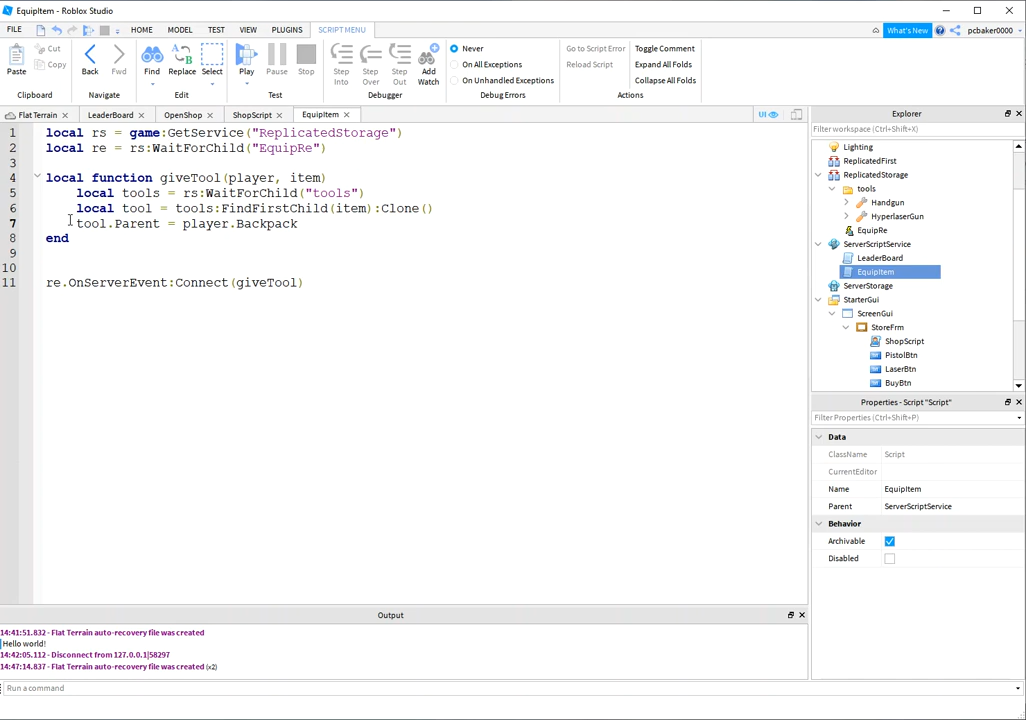 EquipItem - Roblox Studio
FILE HOME MODEL TEST VIEW PLUGINS SCRIPT MENU What's New pcbaker0000
Paste Cut Copy Back Fwd Find Replace Select Play Pause Stop Step Into Step Over Step Out Add Watch
Never
On All Exceptions
On Unhandled Exceptions
Go to Script Error
Reload Script
Toggle Comment
Expand All Folds
Collapse All Folds
Clipboard Navigate Edit Test Debugger Debug Errors Actions
Flat Terrain LeaderBoard OpenShop ShopScript EquipItem UI
1 local rs = game:GetService("ReplicatedStorage")
2 local re = rs:WaitForChild("EquipRe")
3
4 local function giveTool(player, item)
5 local tools = rs:WaitForChild("tools")
6 local tool = tools:FindFirstChild(item):Clone()
7 tool.Parent = player.Backpack
8 end
9
10
11 re.OnServerEvent:Connect(giveTool)
Explorer
Filter workspace (Ctrl+Shift+X)
Lighting
ReplicatedFirst
ReplicatedStorage
tools
Handgun
HyperlaserGun
EquipRe
ServerScriptService
LeaderBoard
EquipItem
ServerStorage
StarterGui
ScreenGui
StoreFrm
ShopScript
PistolBtn
LaserBtn
BuyBtn
Properties - Script "Script"
Filter Properties (Ctrl+Shift+P)
Data
ClassName Script
CurrentEditor
Name EquipItem
Parent ServerScriptService
Behavior
Archivable
Disabled
Output
14:41:51.832 - Flat Terrain auto-recovery file was created
Hello world!
14:42:05.112 - Disconnect from 127.0.0.1|58297
14:47:14.837 - Flat Terrain auto-recovery file was created (x2)
Run a command